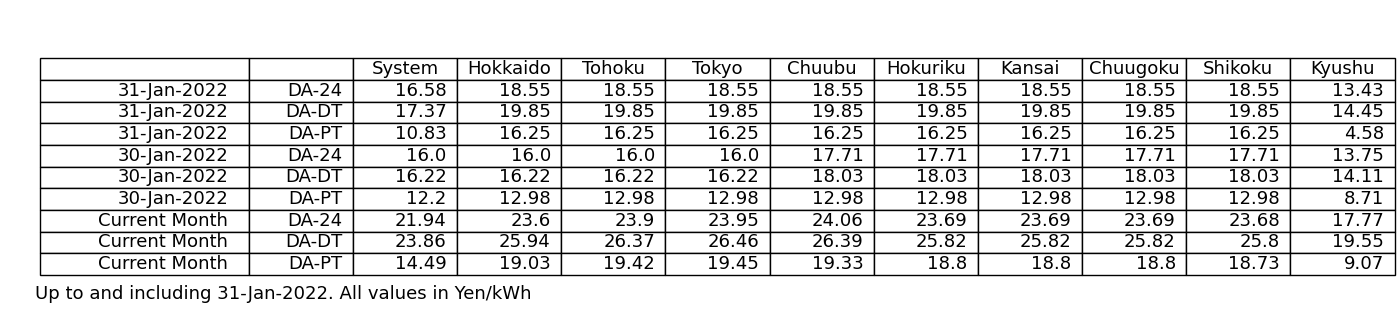 System Hokkaido Tohoku Tokyo Chuubu Hokuriku Kansai Chuugoku Shikoku Kyushu
31-Jan-2022 DA-24 16.58 18.55 18.55 18.55 18.55 18.55 18.55 18.55 18.55 13.43
31-Jan-2022 DA-DT 17.37 19.85 19.85 19.85 19.85 19.85 19.85 19.85 19.85 14.45
31-Jan-2022 DA-PT 10.83 16.25 16.25 16.25 16.25 16.25 16.25 16.25 16.25 4.58
30-Jan-2022 DA-24 16.0 16.0 16.0 16.0 17.71 17.71 17.71 17.71 17.71 13.75
30-Jan-2022 DA-DT 16.22 16.22 16.22 16.22 18.03 18.03 18.03 18.03 18.03 14.11
30-Jan-2022 DA-PT 12.2 12.98 12.98 12.98 12.98 12.98 12.98 12.98 12.98 8.71
Current Month DA-24 21.94 23.6 23.9 23.95 24.06 23.69 23.69 23.69 23.68 17.77
Current Month DA-DT 23.86 25.94 26.37 26.46 26.39 25.82 25.82 25.82 25.8 19.55
Current Month DA-PT 14.49 19.03 19.42 19.45 19.33 18.8 18.8 18.8 18.73 9.07
Up to and including 31-Jan-2022. All values in Yen/kWh